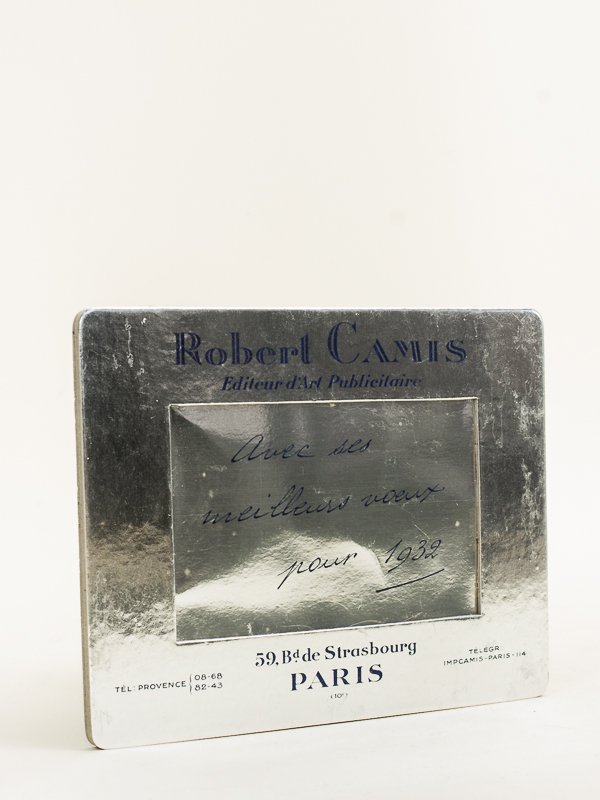 Robert CAMIS
Editeur d'Art Publicitaire
Avec ses
meilleurs voeux
pour 1932
59, Bd de Strasbourg
PARIS
(10e)
TÉL: PROVENCE 08-68
82-43
TÉLÉGR
IMPCAMIS-PARIS-114